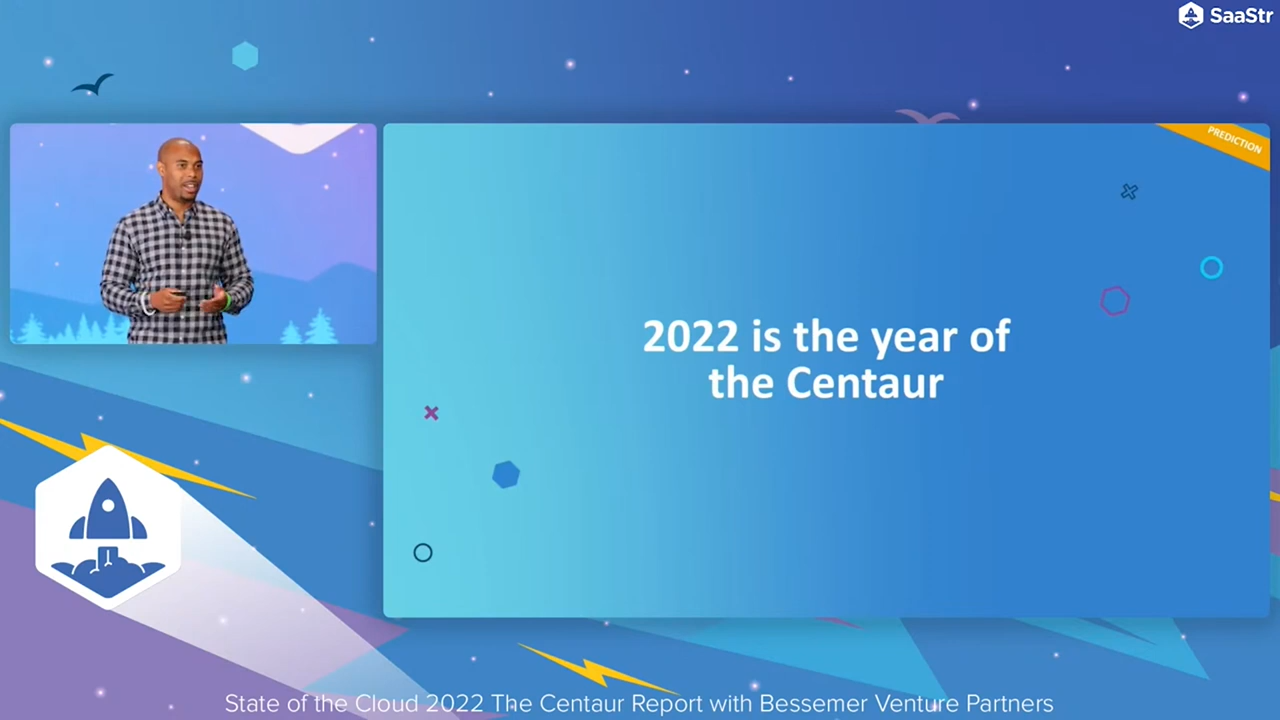 SaaStr
PREDICTION
2022 is the year of
the Centaur
State of the Cloud 2022 The Centaur Report with Bessemer Venture Partners